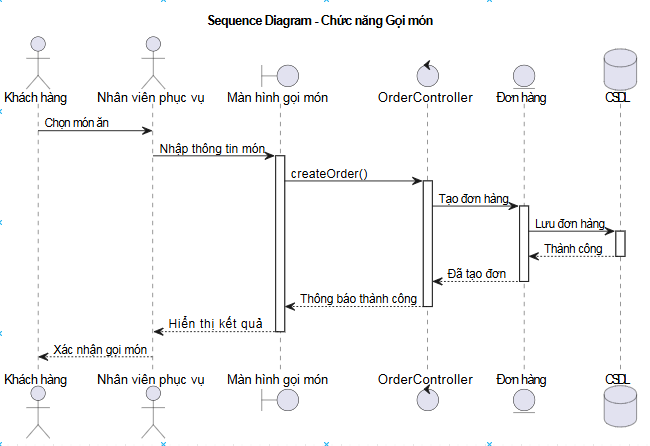 Sequence Diagram - Chức năng Gọi món
Khách hàng Nhân viên phục vụ Màn hình gọi món OrderController Đơn hàng CSDL
Chọn món ăn
Nhập thông tin món
createOrder()
Tạo đơn hàng
Lưu đơn hàng
Thành công
Đã tạo đơn
Thông báo thành công
Hiển thị kết quả
Xác nhận gọi món
Khách hàng Nhân viên phục vụ Màn hình gọi món OrderController Đơn hàng CSDL